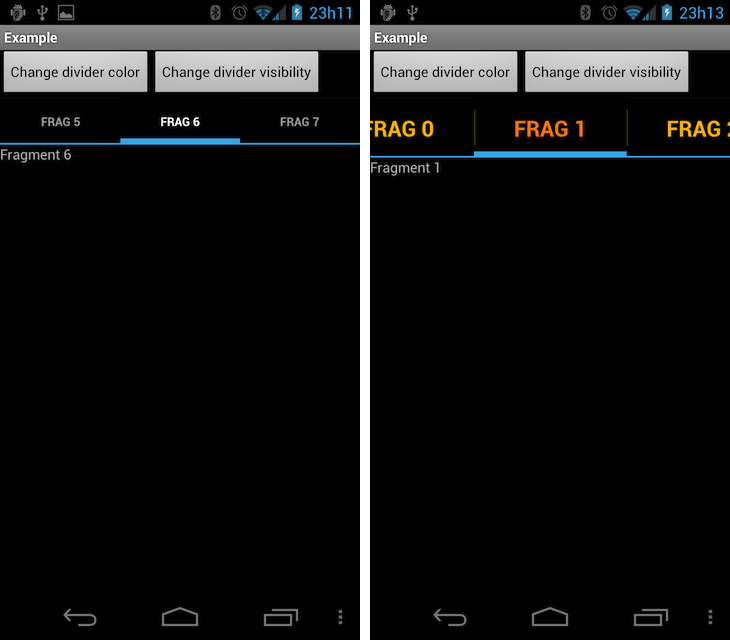 23h11
Example
Change divider color Change divider visibility
FRAG 5 FRAG 6 FRAG 7
Fragment 6
23h13
Example
Change divider color Change divider visibility
FRAG 0 FRAG 1 FRAG 2
Fragment 1